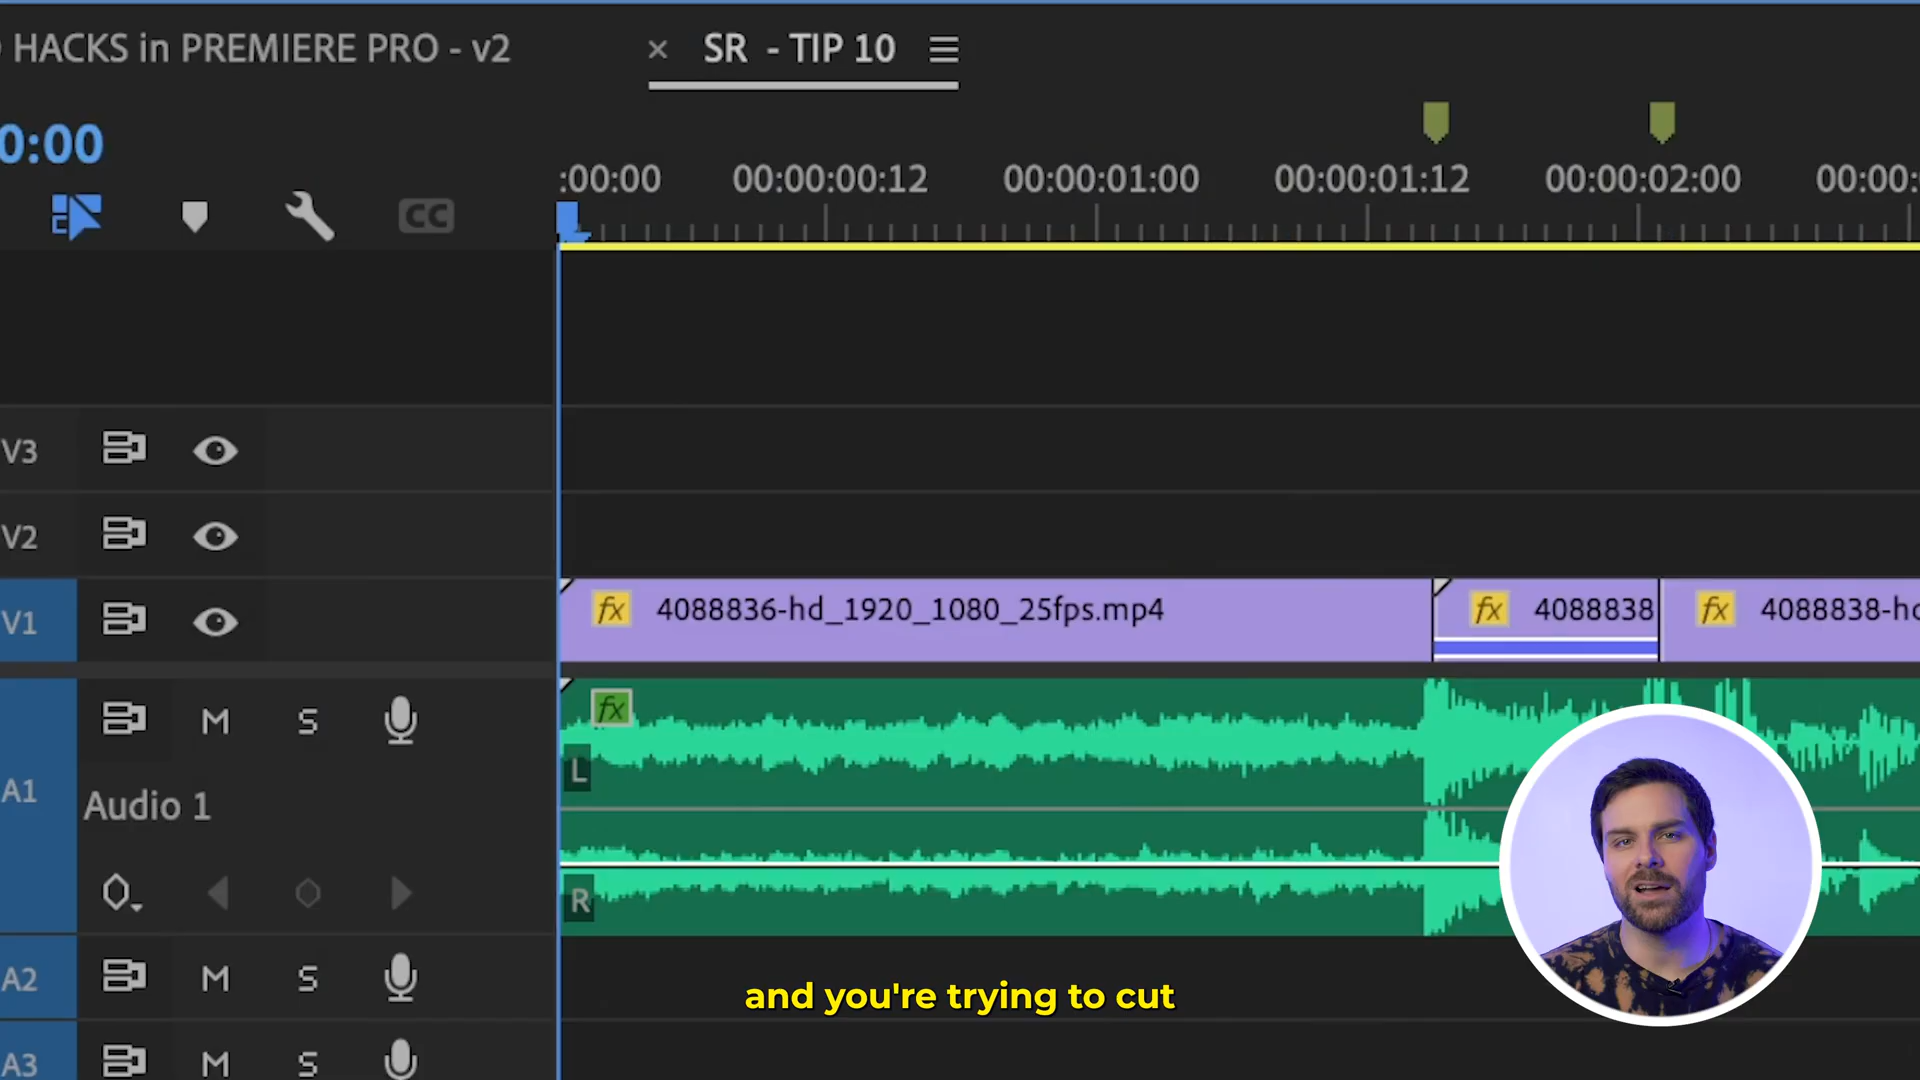 HACKS in PREMIERE PRO - v2
× SR - TIP 10
0:00
:00:00 00:00:00:12 00:00:01:00 00:00:01:12 00:00:02:00 00:00:
CC
V3
V2
V1
fx 4088836-hd_1920_1080_25fps.mp4
fx 4088838
fx 4088838-hd
fx
A1 M S
L
Audio 1
R
A2 M S
and you're trying to cut
A3 M S